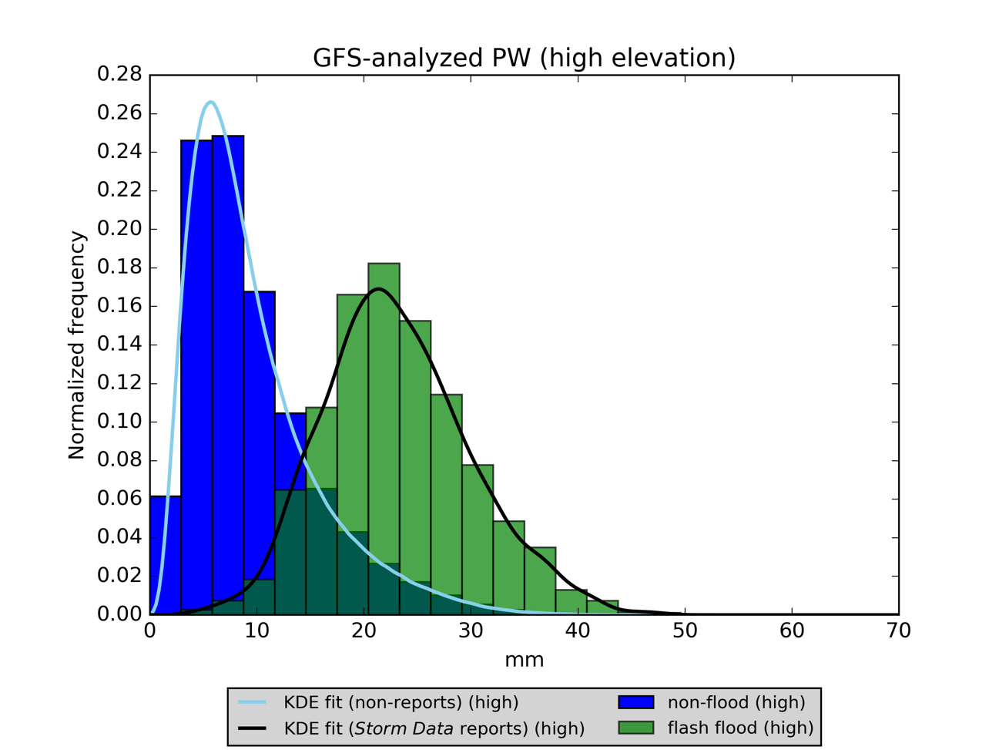 GFS-analyzed PW (high elevation)
Normalized frequency
0.28
0.26
0.24
0.22
0.20
0.18
0.16
0.14
0.12
0.10
0.08
0.06
0.04
0.02
0.00
0 10 20 30 40 50 60 70
mm
KDE fit (non-reports) (high)
KDE fit (Storm Data reports) (high)
non-flood (high)
flash flood (high)